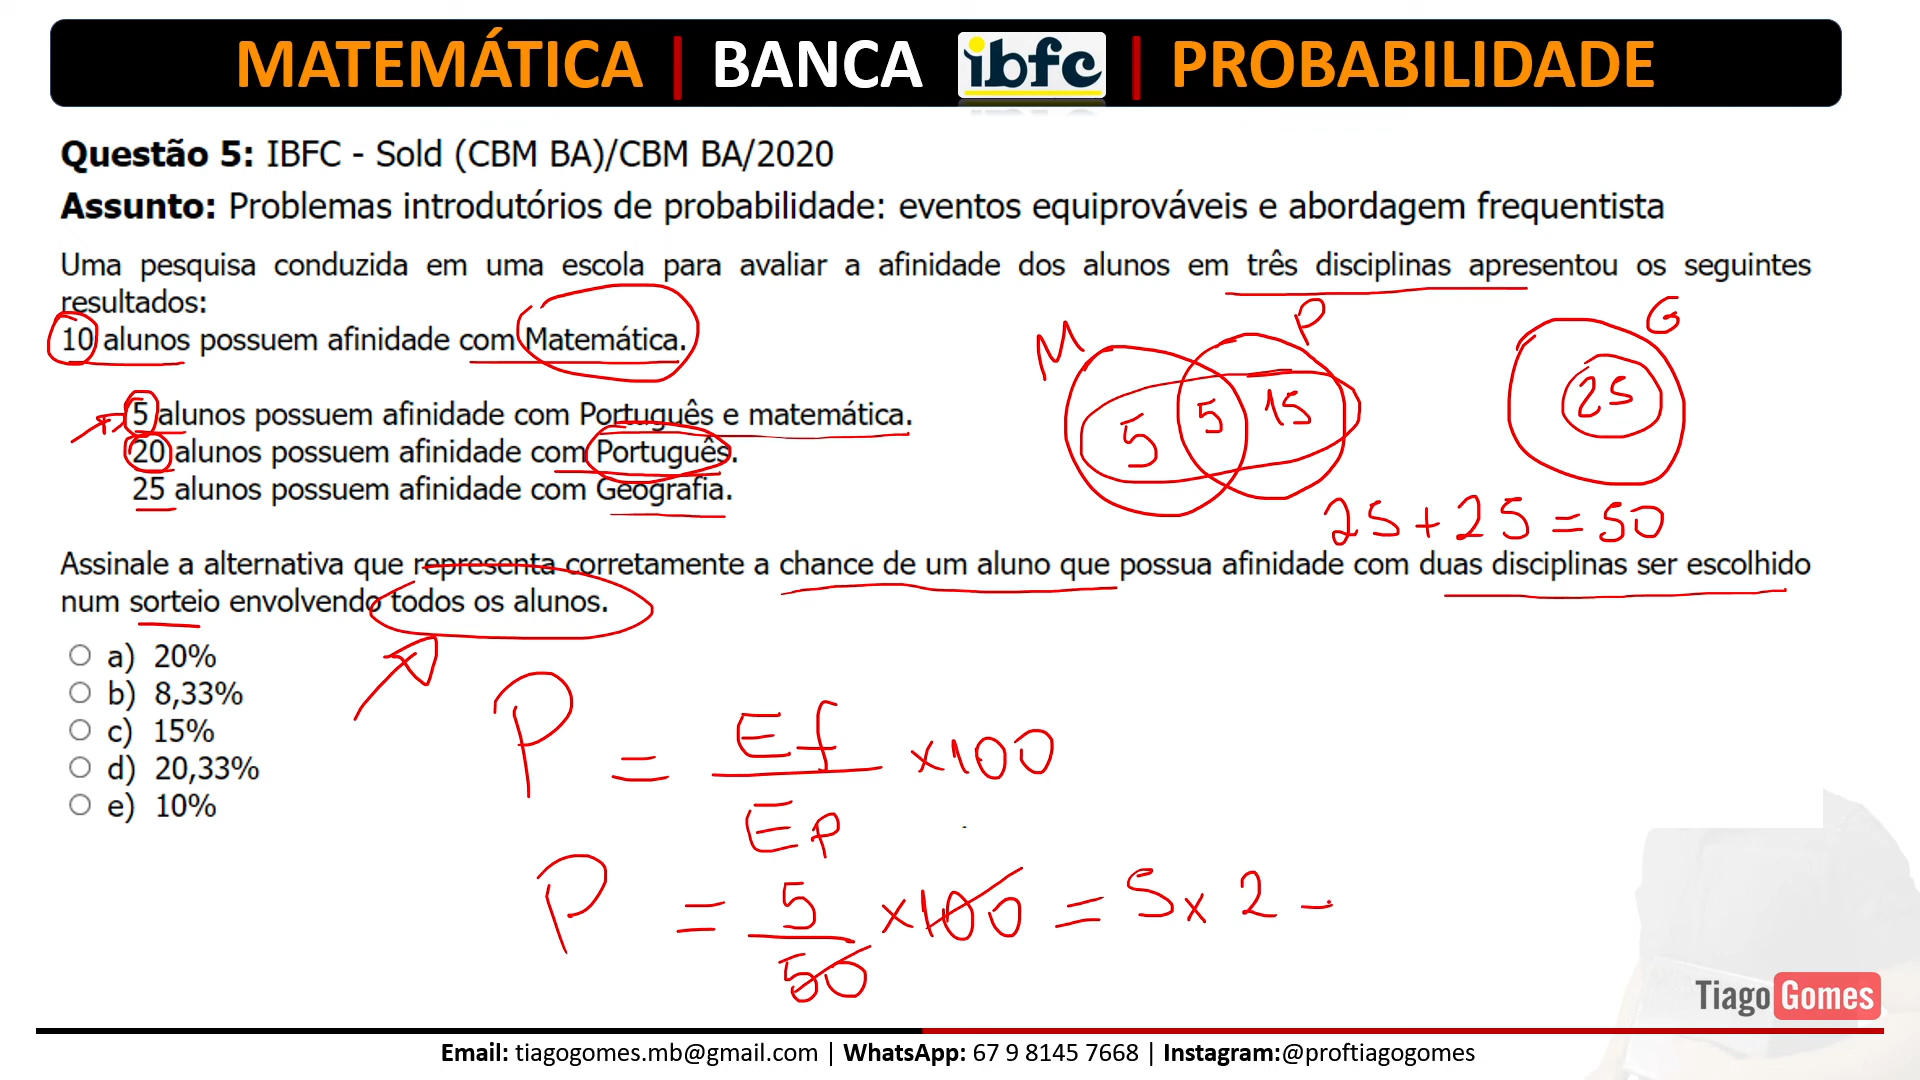 MATEMÁTICA | BANCA ibfc | PROBABILIDADE
Questão 5: IBFC - Sold (CBM BA)/CBM BA/2020
Assunto: Problemas introdutórios de probabilidade: eventos equiprováveis e abordagem frequentista
Uma pesquisa conduzida em uma escola para avaliar a afinidade dos alunos em três disciplinas apresentou os seguintes
resultados:
10 alunos possuem afinidade com Matemática.
5 alunos possuem afinidade com Português e matemática.
20 alunos possuem afinidade com Português.
25 alunos possuem afinidade com Geografia.
M P G
5 5 15 25
25+25=50
Assinale a alternativa que representa corretamente a chance de um aluno que possua afinidade com duas disciplinas ser escolhido
num sorteio envolvendo todos os alunos.
a) 20%
b) 8,33%
c) 15%
d) 20,33%
e) 10%
P = Ef/Ep ×100
P = 5/50 ×100 = 5×2 -
Tiago Gomes
Email: tiagogomes.mb@gmail.com | WhatsApp: 67 9 8145 7668 | Instagram:@proftiagogomes